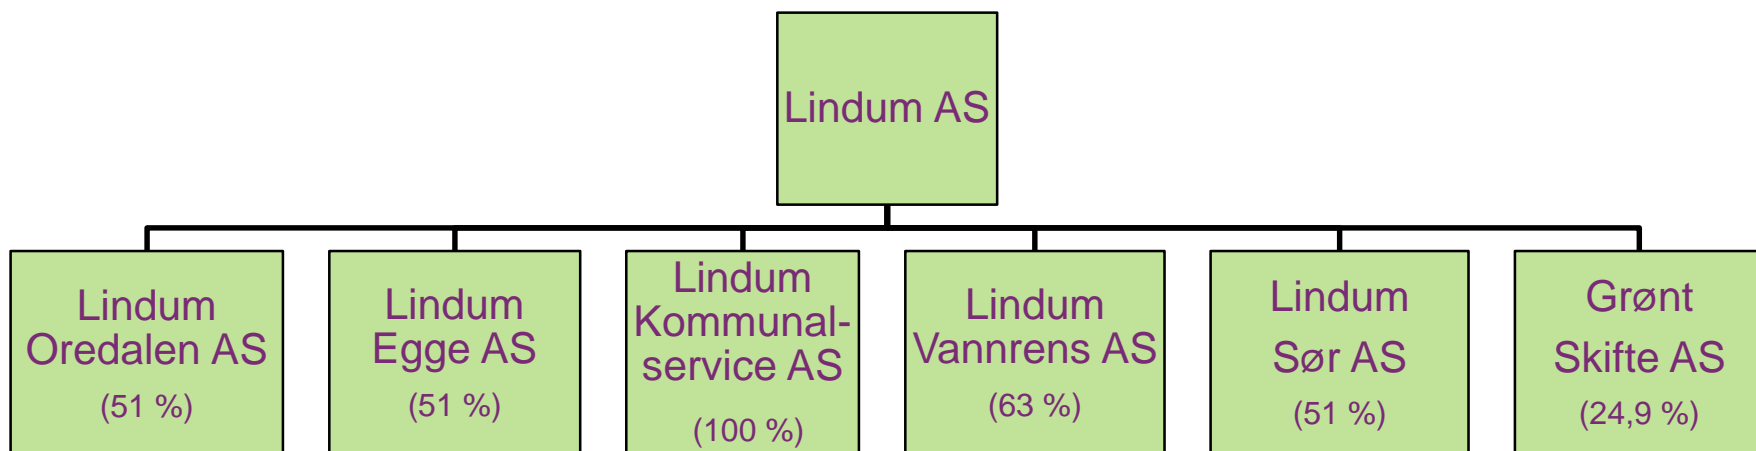 Lindum AS
Lindum
Oredalen AS
(51 %)
Lindum
Egge AS
(51 %)
Lindum
Kommunal-
service AS
(100 %)
Lindum
Vannrens AS
(63 %)
Lindum
Sør AS
(51 %)
Grønt
Skifte AS
(24,9 %)